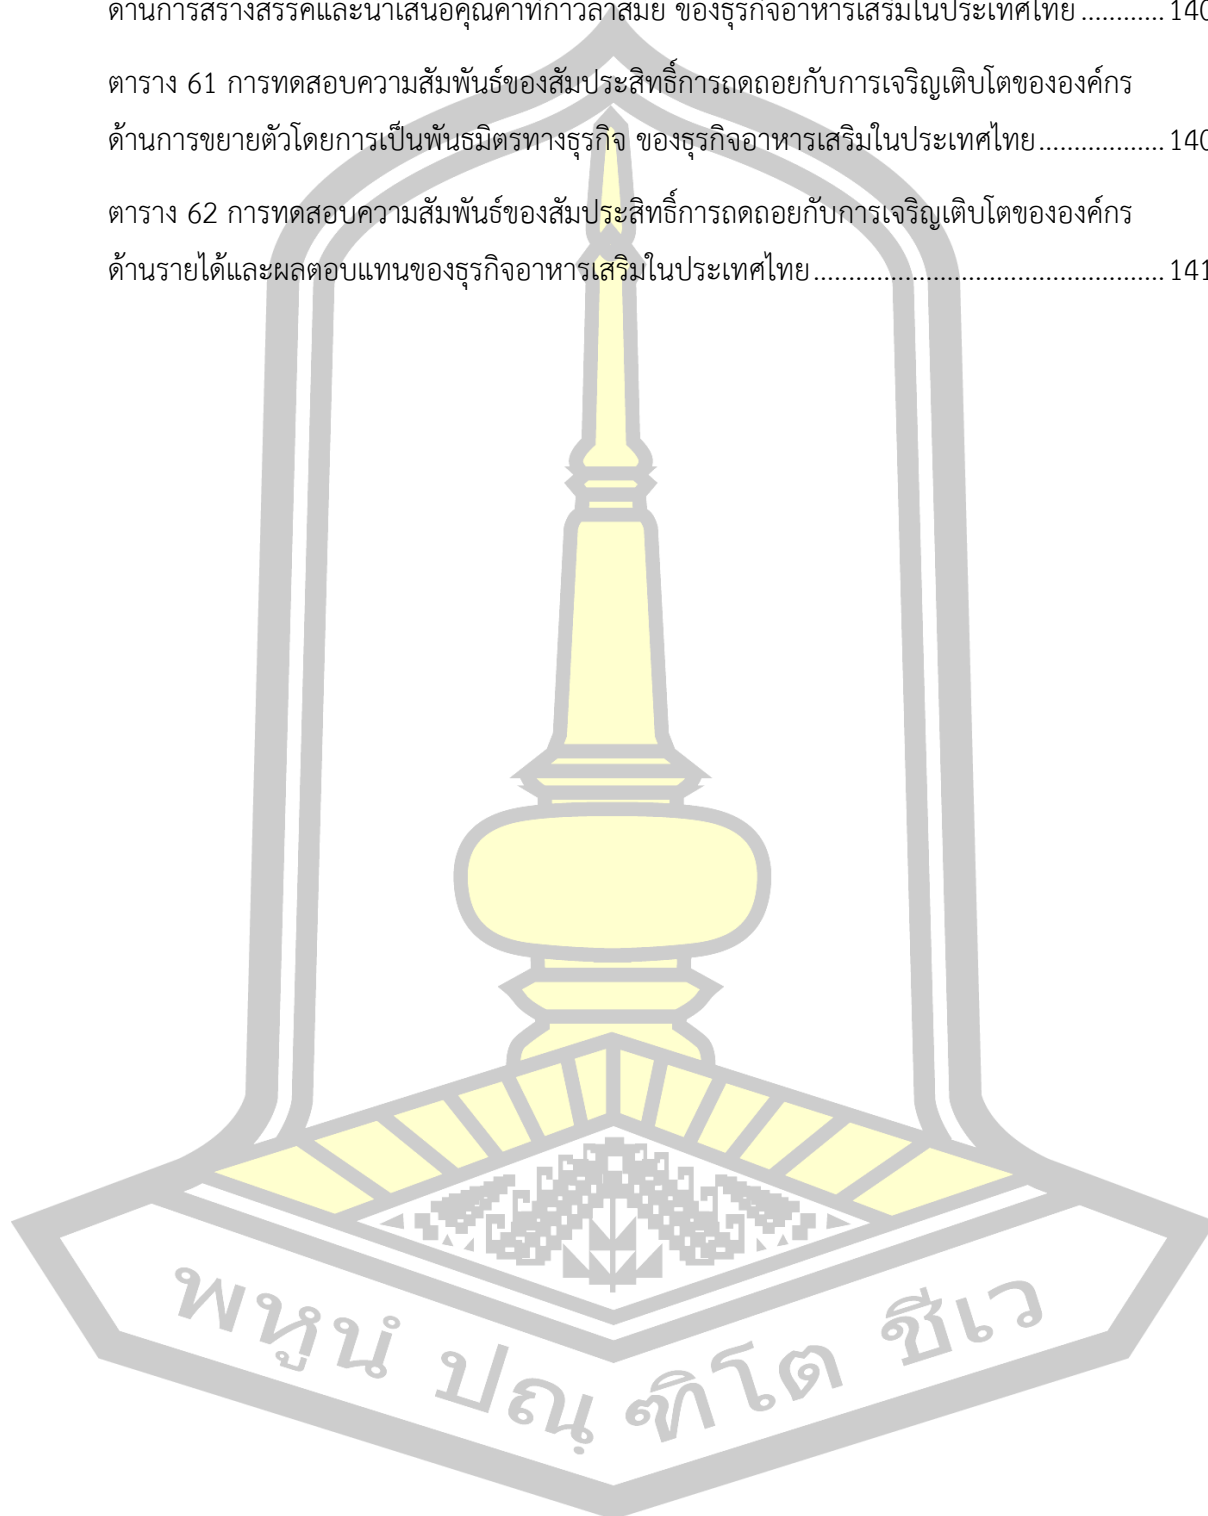 ด้านการสร้างสรรค์และนำเสนอคุณค่าที่ก้าวล้ำสมัย ของธุรกิจอาหารเสริมในประเทศไทย ............ 140
ตาราง 61 การทดสอบความสัมพันธ์ของสัมประสิทธิ์การถดถอยกับการเจริญเติบโตขององค์กร
ด้านการขยายตัวโดยการเป็นพันธมิตรทางธุรกิจ ของธุรกิจอาหารเสริมในประเทศไทย.................. 140
ตาราง 62 การทดสอบความสัมพันธ์ของสัมประสิทธิ์การถดถอยกับการเจริญเติบโตขององค์กร
ด้านรายได้และผลตอบแทนของธุรกิจอาหารเสริมในประเทศไทย.................................................. 141
พหูนํ ปณฺฑิโต ชีเว